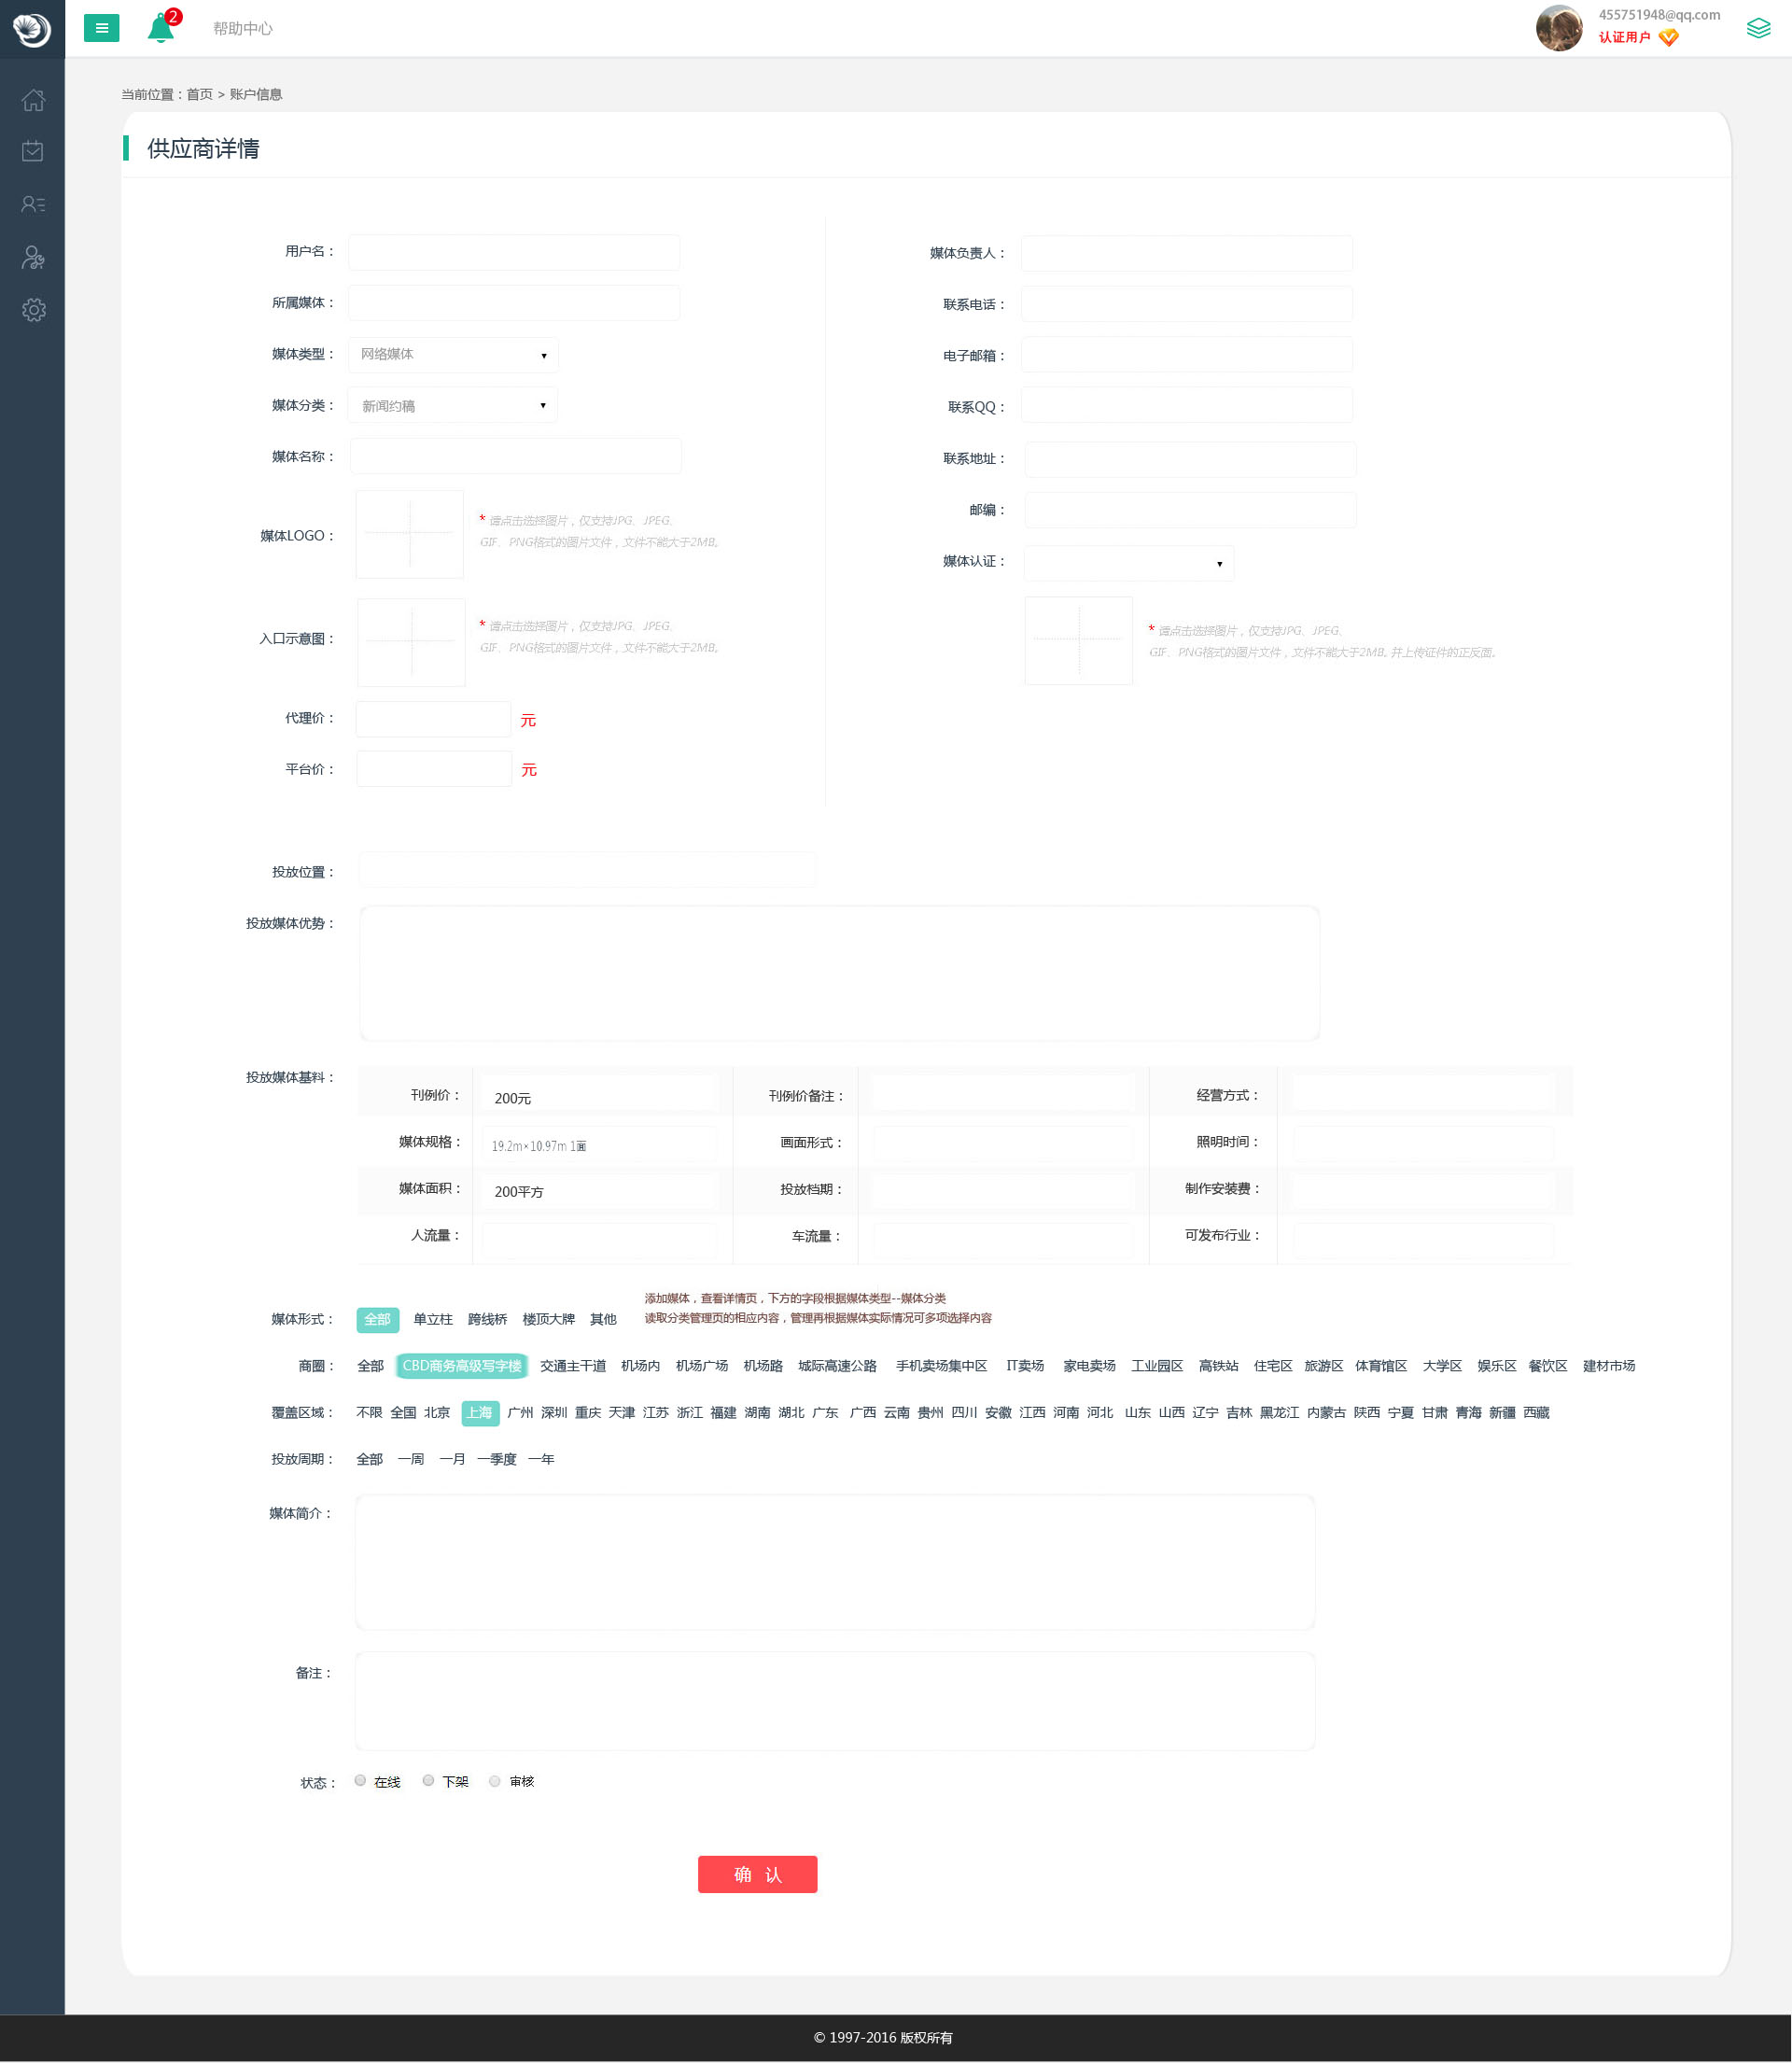 2
帮助中心
455751948@qq.com
认证用户
当前位置：首页 > 账户信息
供应商详情
用户名：
所属媒体：
媒体类型： 网络媒体
媒体分类： 新闻约稿
媒体名称：
媒体LOGO：
* 请点击选择图片，仅支持JPG、JPEG、
GIF、PNG格式的图片文件，文件不能大于2MB。
入口示意图：
* 请点击选择图片，仅支持JPG、JPEG、
GIF、PNG格式的图片文件，文件不能大于2MB。
代理价： 元
平台价： 元
媒体负责人：
联系电话：
电子邮箱：
联系QQ：
联系地址：
邮编：
媒体认证：
* 请点击选择图片，仅支持JPG、JPEG、
GIF、PNG格式的图片文件，文件不能大于2MB。并上传证件的正反面。
投放位置：
投放媒体优势：
投放媒体基料：
刊例价： 200元 刊例价备注： 经营方式：
媒体规格： 19.2m×10.97m 1面 画面形式： 照明时间：
媒体面积： 200平方 投放档期： 制作安装费：
人流量： 车流量： 可发布行业：
添加媒体，查看详情页，下方的字段根据媒体类型--媒体分类
读取分类管理页的相应内容，管理再根据媒体实际情况可多项选择内容
媒体形式： 全部 单立柱 跨线桥 楼顶大牌 其他
商圈： 全部 CBD商务高级写字楼 交通主干道 机场内 机场广场 机场路 城际高速公路 手机卖场集中区 IT卖场 家电卖场 工业园区 高铁站 住宅区 旅游区 体育馆区 大学区 娱乐区 餐饮区 建材市场
覆盖区域： 不限 全国 北京 上海 广州 深圳 重庆 天津 江苏 浙江 福建 湖南 湖北 广东 广西 云南 贵州 四川 安徽 江西 河南 河北 山东 山西 辽宁 吉林 黑龙江 内蒙古 陕西 宁夏 甘肃 青海 新疆 西藏
投放周期： 全部 一周 一月 一季度 一年
媒体简介：
备注：
状态： 在线 下架 审核
确 认
© 1997-2016 版权所有